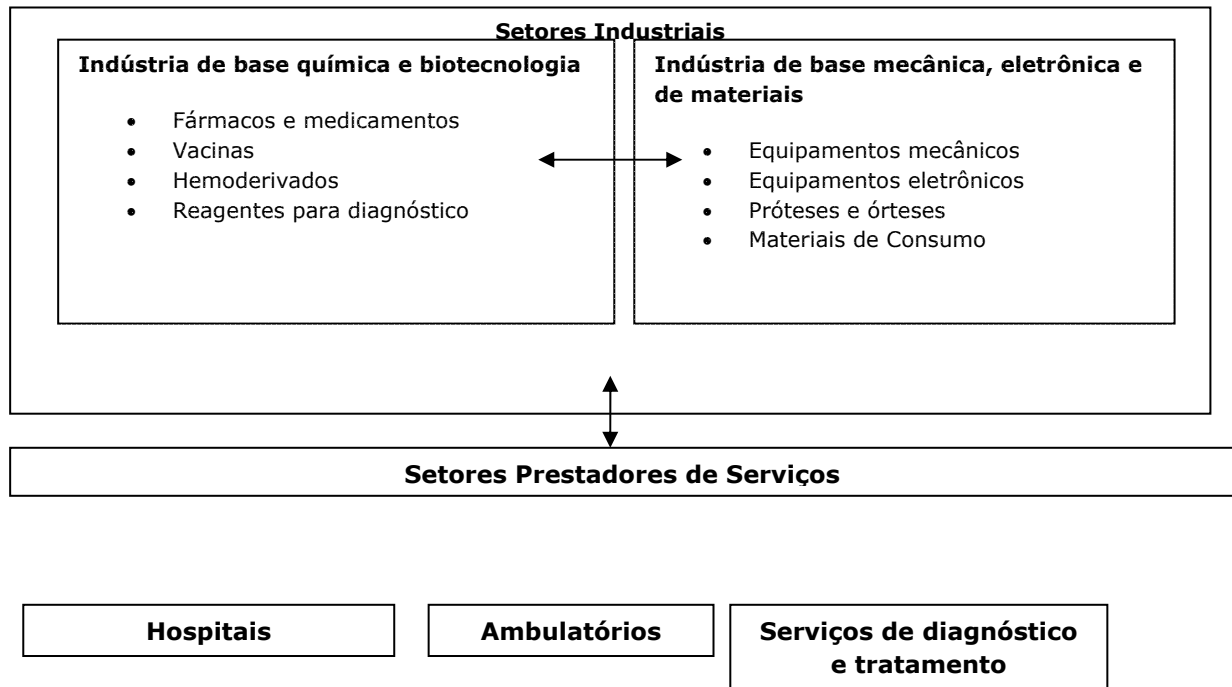 Setores Industriais
Indústria de base química e biotecnologia
• Fármacos e medicamentos
• Vacinas
• Hemoderivados
• Reagentes para diagnóstico
Indústria de base mecânica, eletrônica e
de materiais
• Equipamentos mecânicos
• Equipamentos eletrônicos
• Próteses e órteses
• Materiais de Consumo
Setores Prestadores de Serviços
Hospitais
Ambulatórios
Serviços de diagnóstico
e tratamento